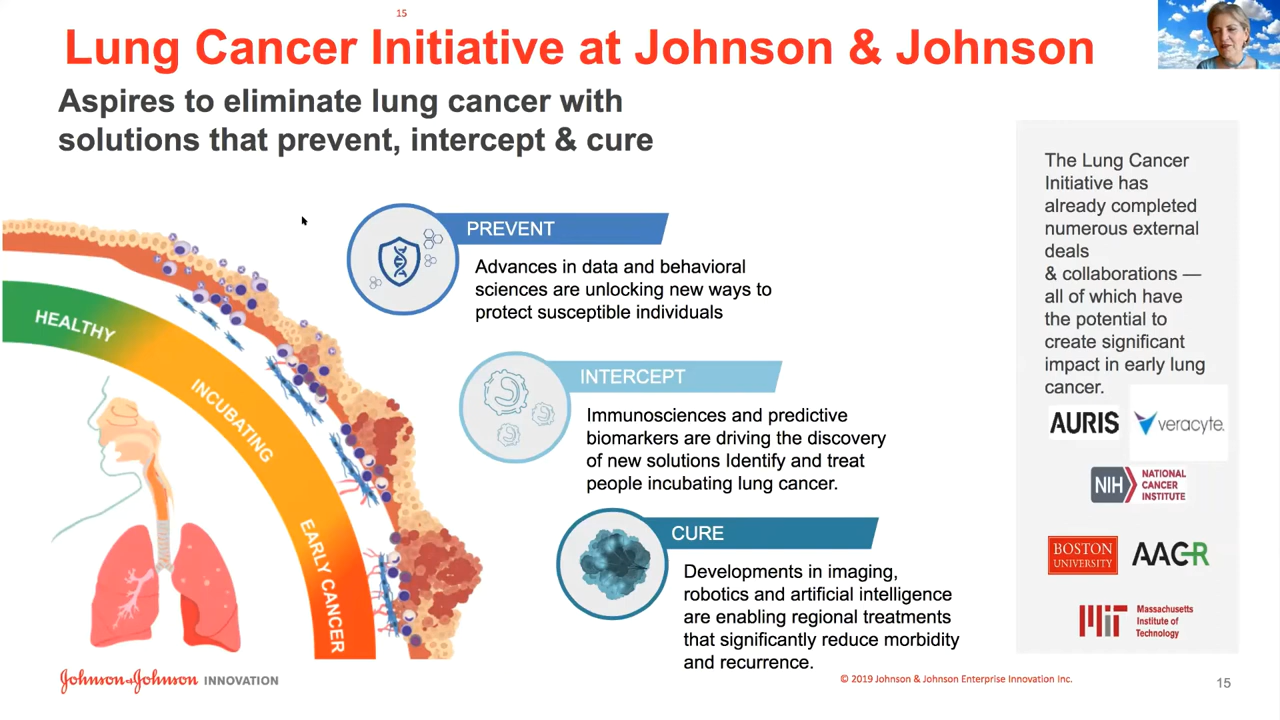 15
Lung Cancer Initiative at Johnson & Johnson
Aspires to eliminate lung cancer with
solutions that prevent, intercept & cure
HEALTHY
INCUBATING
EARLY CANCER
PREVENT
Advances in data and behavioral
sciences are unlocking new ways to
protect susceptible individuals
INTERCEPT
Immunosciences and predictive
biomarkers are driving the discovery
of new solutions Identify and treat
people incubating lung cancer.
CURE
Developments in imaging,
robotics and artificial intelligence
are enabling regional treatments
that significantly reduce morbidity
and recurrence.
The Lung Cancer
Initiative has
already completed
numerous external
deals
& collaborations —
all of which have
the potential to
create significant
impact in early lung
cancer.
AURIS
veracyte.
NIH NATIONAL
CANCER
INSTITUTE
BOSTON
UNIVERSITY
AACR
MIT Massachusetts
Institute of
Technology
Johnson & Johnson INNOVATION
© 2019 Johnson & Johnson Enterprise Innovation Inc.
15